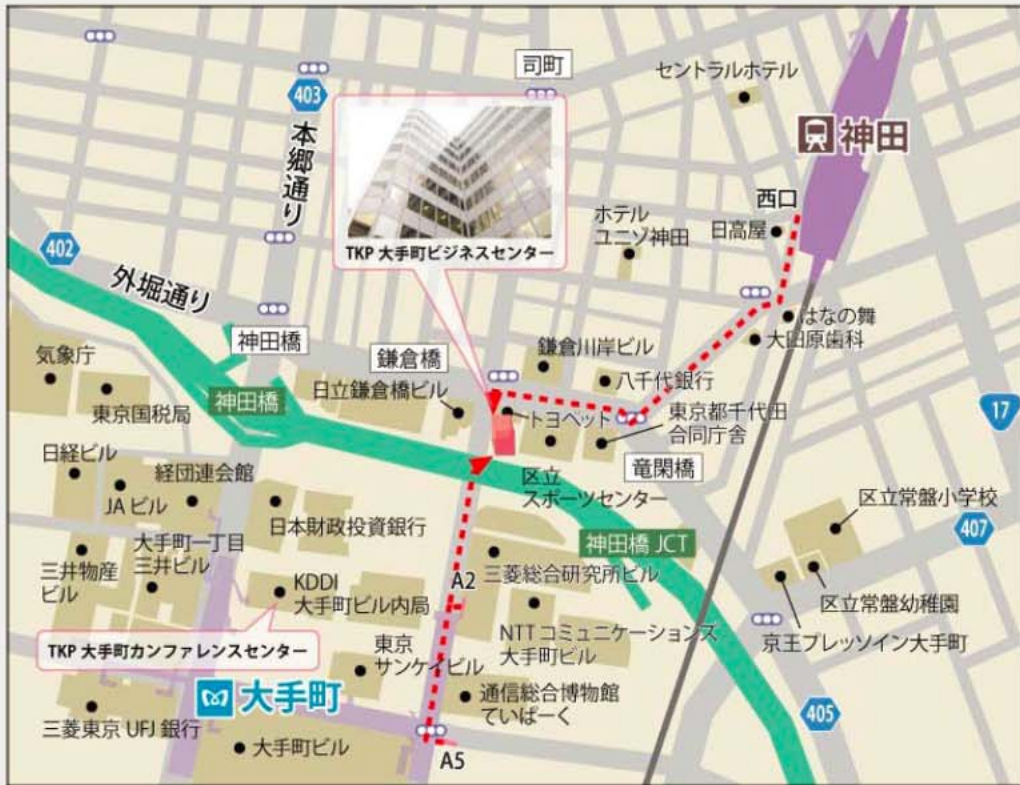 司町
セントラルホテル
403
本郷通り
神田
西口
ホテル
ユニゾ神田
日高屋
TKP 大手町ビジネスセンター
402
外堀通り
はなの舞
大田原歯科
神田橋
鎌倉橋
鎌倉川岸ビル
気象庁
八千代銀行
東京国税局
神田橋
日立鎌倉橋ビル
トヨペット
東京都千代田
合同庁舎
17
日経ビル
経団連会館
竜閑橋
区立
スポーツセンター
JA ビル
区立常盤小学校
日本財政投資銀行
407
大手町一丁目
三井ビル
神田橋 JCT
三井物産
ビル
三菱総合研究所ビル
A2
KDDI
大手町ビル内局
区立常盤幼稚園
NTT コミュニケーションズ
大手町ビル
京王プレッソイン大手町
TKP 大手町カンファレンスセンター
東京
サンケイビル
大手町
通信総合博物館
ていぱーく
405
三菱東京 UFJ 銀行
大手町ビル
A5